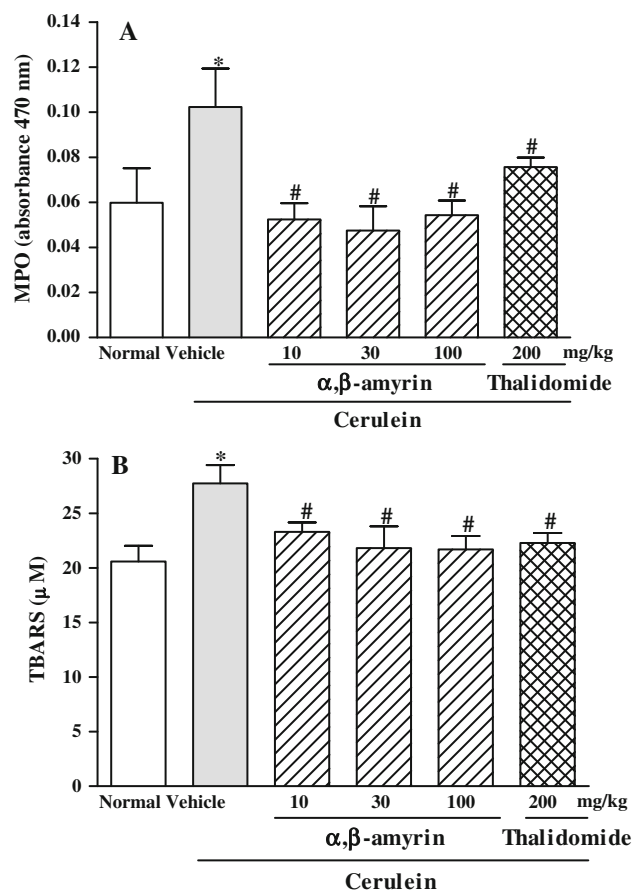 A
0.14
0.12
0.10
0.08
0.06
0.04
0.02
0.00
MPO (absorbance 470 nm)
*
#
#
#
#
Normal Vehicle 10 30 100 200 mg/kg
α,β-amyrin Thalidomide
Cerulein
B
30
25
20
15
10
5
0
TBARS (μ M)
*
#
#
#
#
Normal Vehicle 10 30 100 200 mg/kg
α,β-amyrin Thalidomide
Cerulein